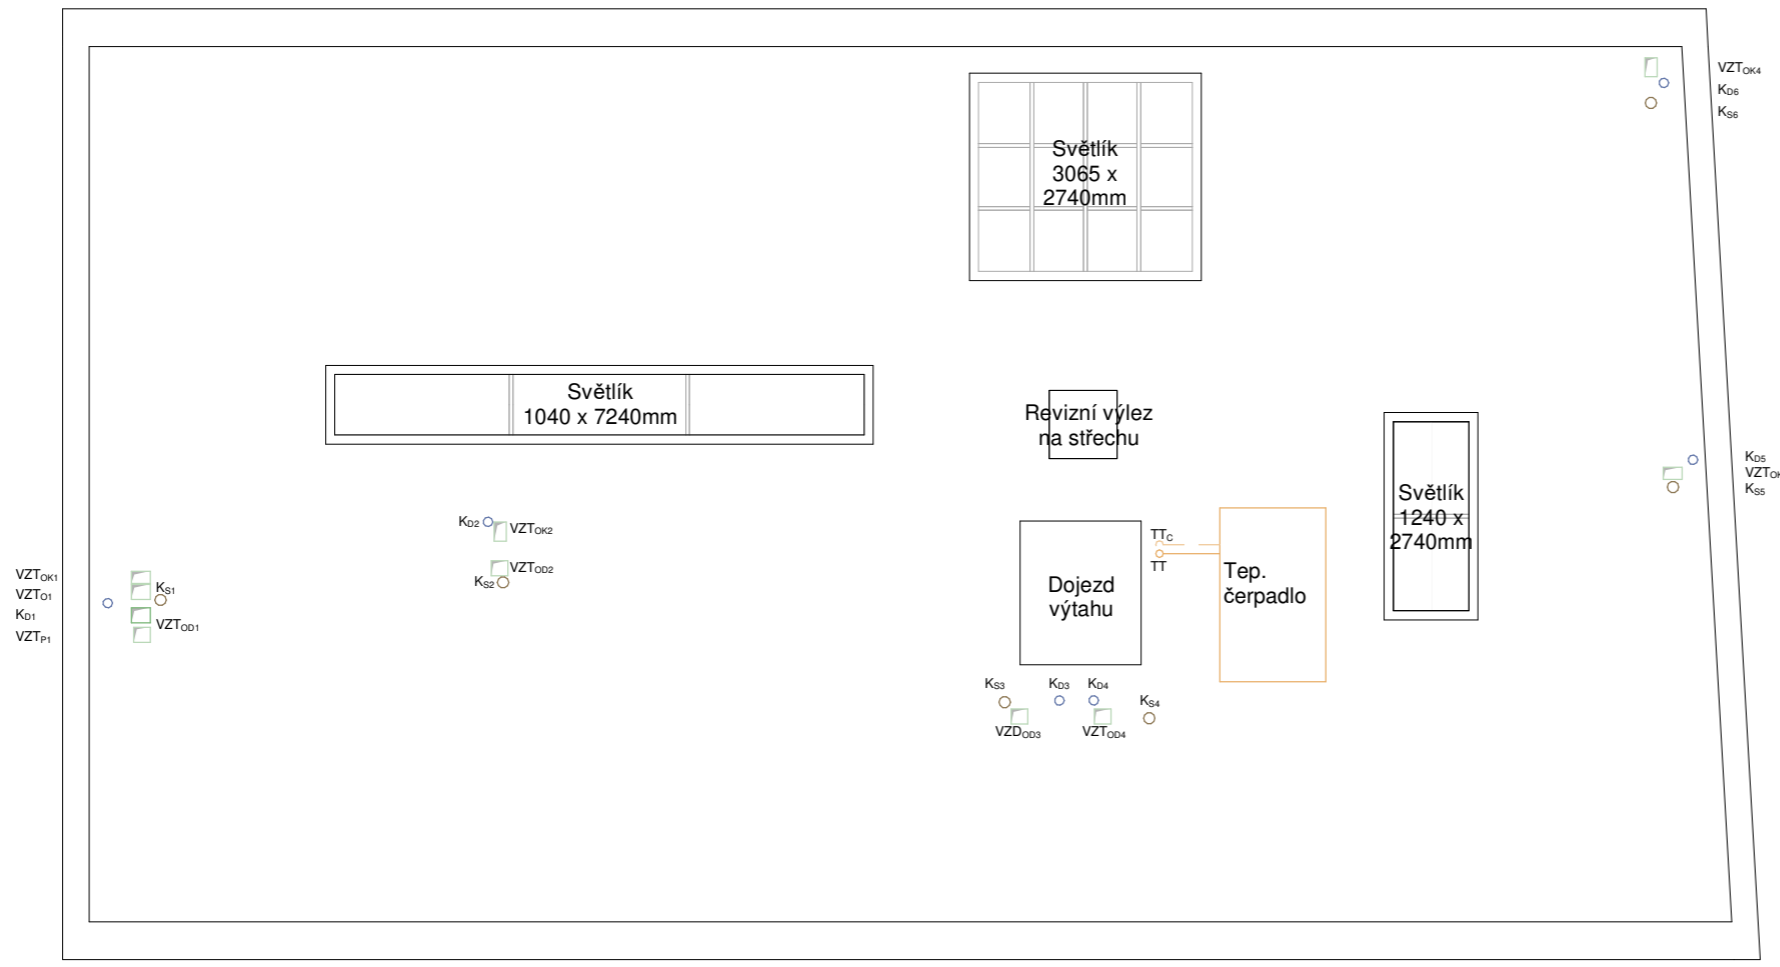 VZTOK4
KD6
KS6
Světlík
3065 x
2740mm
Světlík
1040 x 7240mm
Revizní výlez
na střechu
KD5
VZTOK
KS5
Světlík
1240 x
2740mm
KD2
VZTOK2
VZTOD2
KS2
TTC
TT
Tep.
čerpadlo
Dojezd
výtahu
VZTOK1
VZTO1
KD1
VZTP1
KS1
VZTOD1
KS3
KD3
KD4
KS4
VZDOD3
VZTOD4